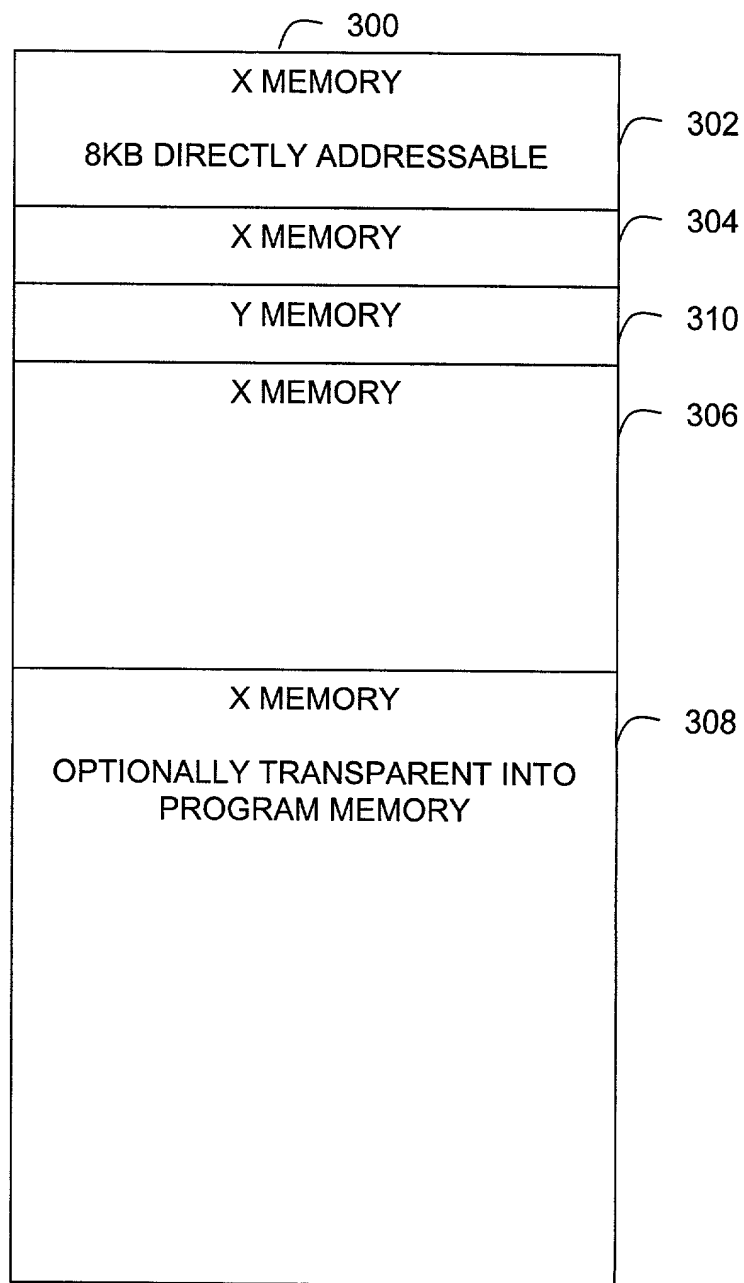 300
X MEMORY
302
8KB DIRECTLY ADDRESSABLE
304
X MEMORY
Y MEMORY
310
X MEMORY
306
X MEMORY
308
OPTIONALLY TRANSPARENT INTO
PROGRAM MEMORY